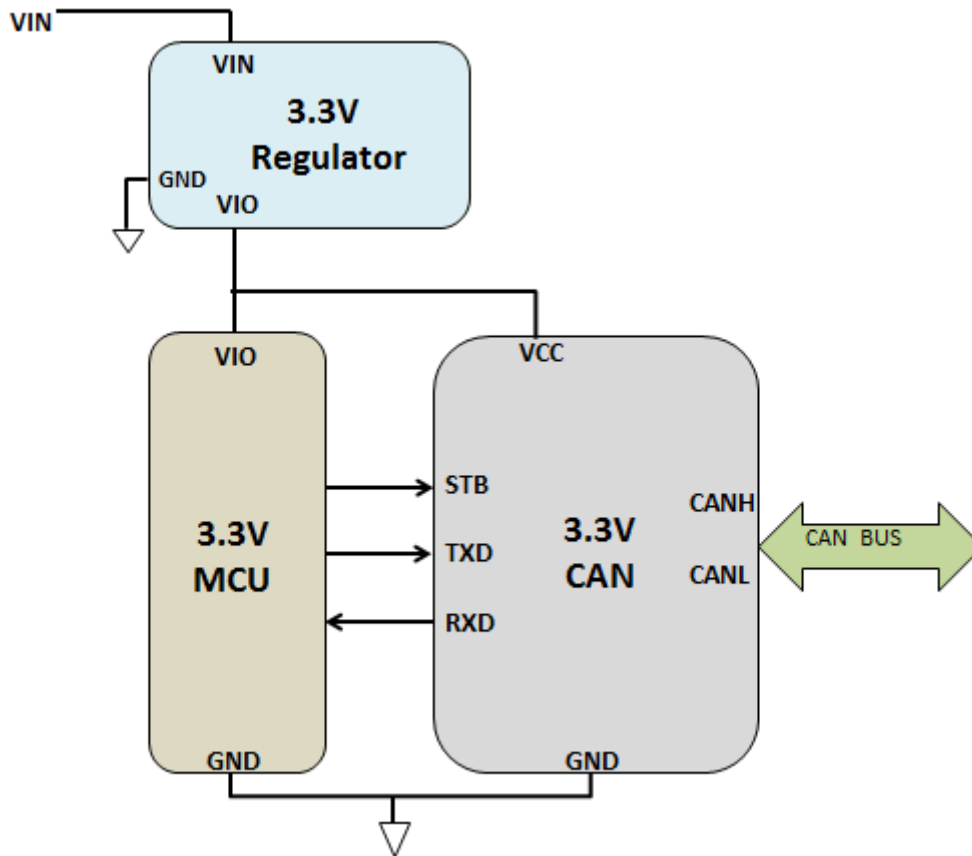 VIN
VIN
3.3V
Regulator
GND
VIO
VIO
VCC
STB
CANH
3.3V
MCU
TXD
3.3V
CAN
CAN BUS
CANL
RXD
GND
GND